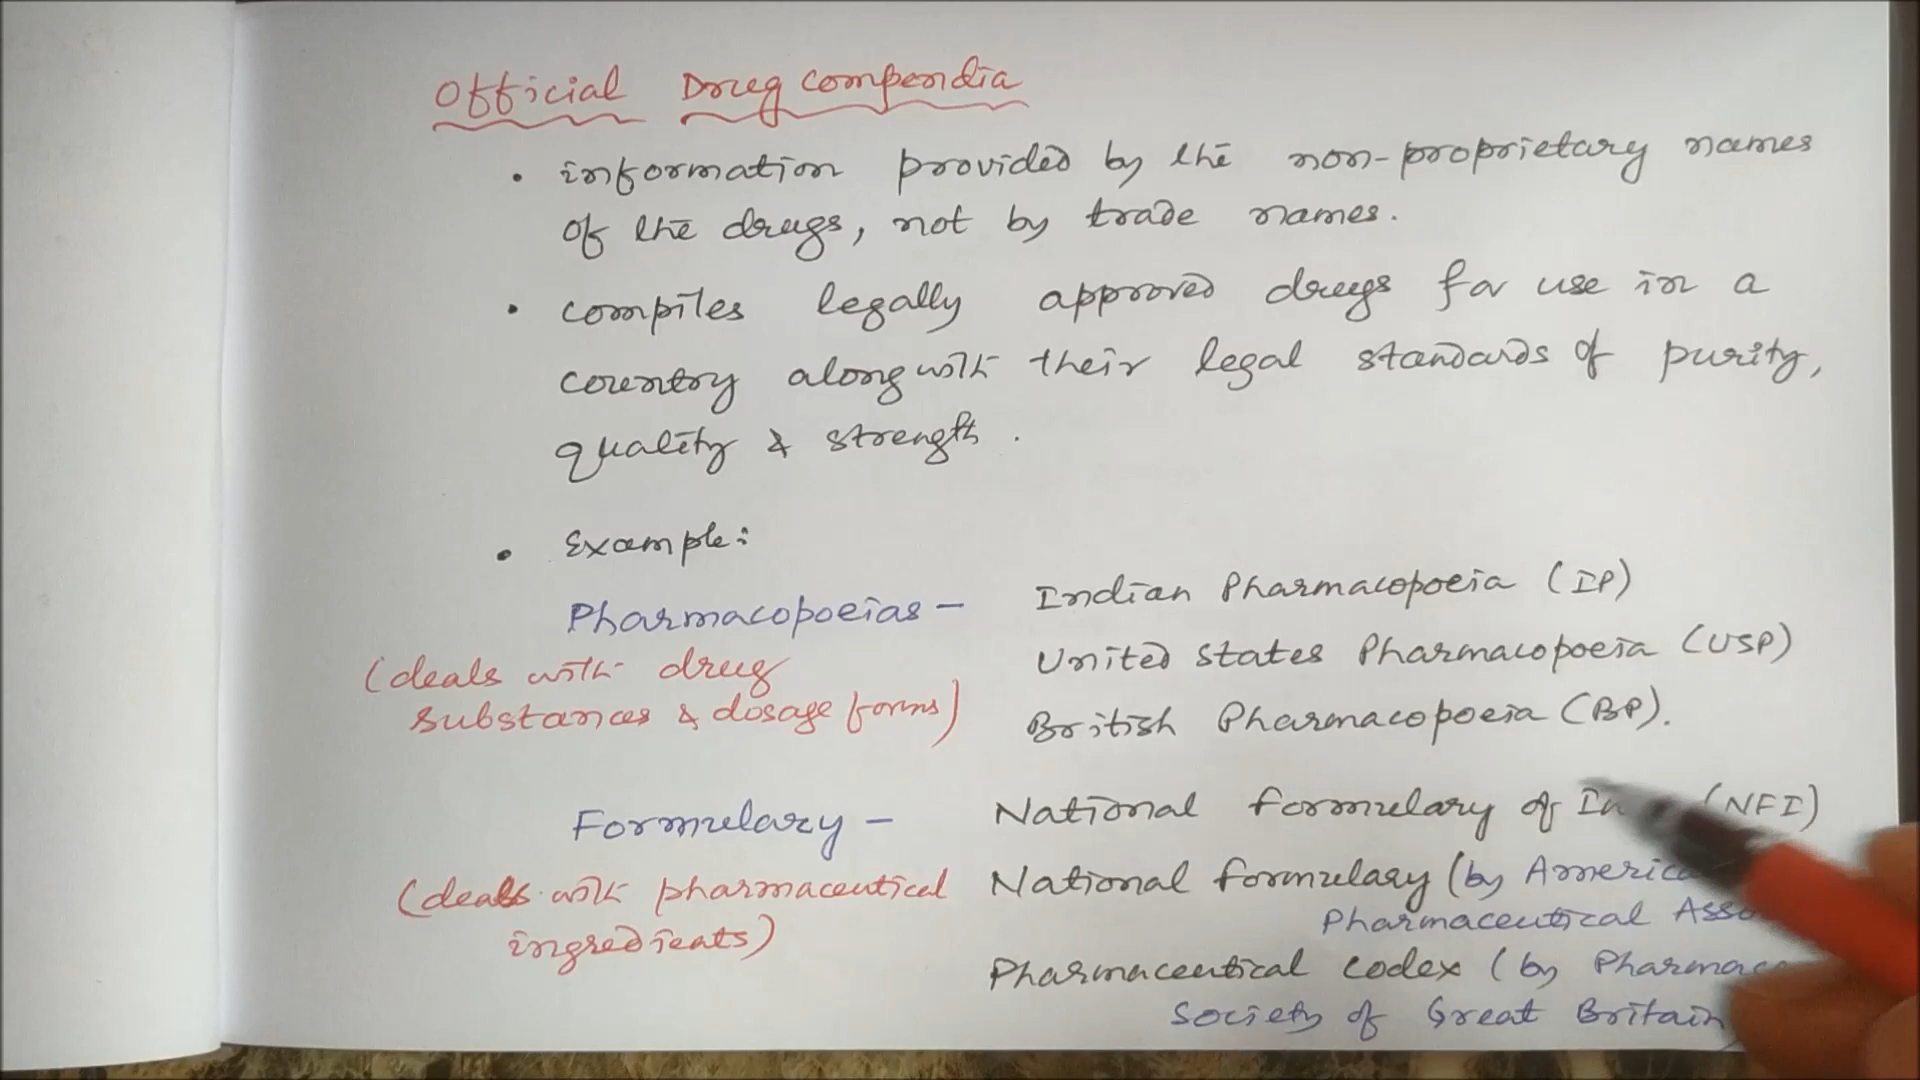 Official Drug compendia
• information provided by the non-proprietary names
of the drugs, not by trade names.
• compiles legally approved drugs for use in a
country along with their legal standards of purity,
quality & strength.
• Example:
Pharmacopoeias - Indian Pharmacopoeia (IP)
(deals with drug United States Pharmacopoeia (USP)
substances & dosage forms) British Pharmacopoeia (BP).
Formulary - National Formulary of (NFI)
(deals with pharmaceutical National Formulary (by
ingredients) Pharmaceutical
Pharmaceutical codex (by
Society of Great Britain